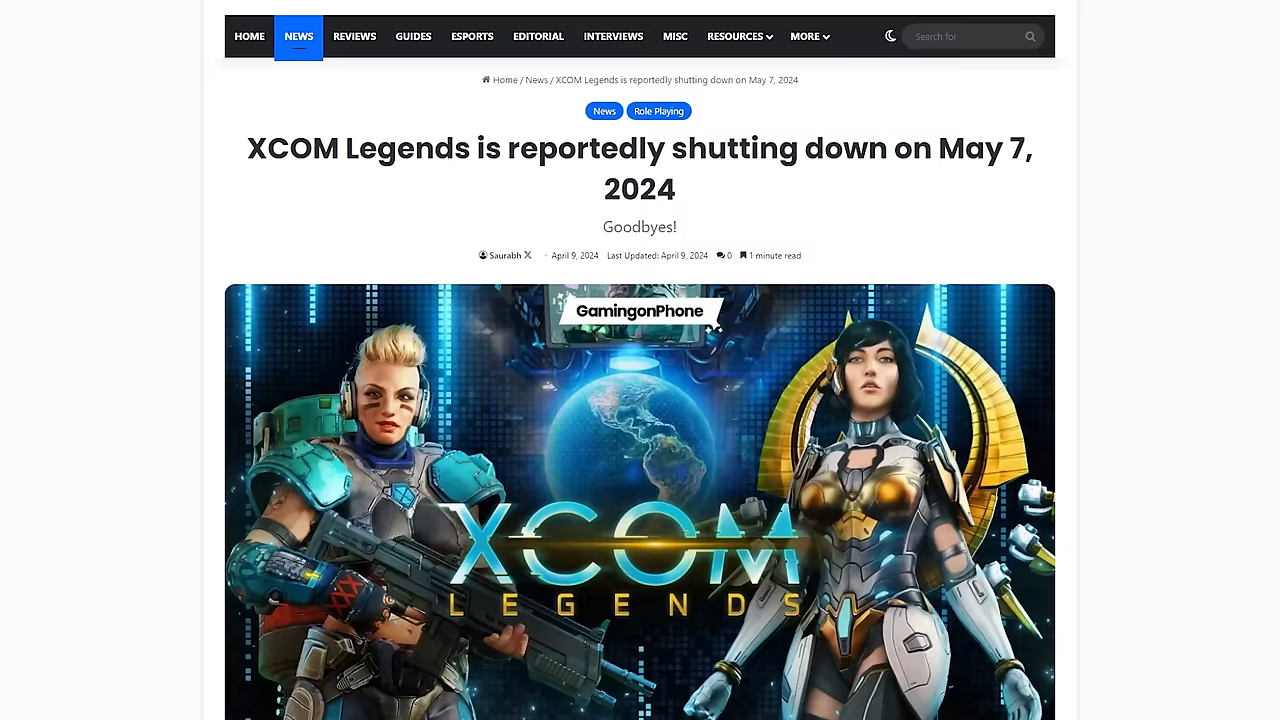 HOME NEWS REVIEWS GUIDES ESPORTS EDITORIAL INTERVIEWS MISC RESOURCES MORE Search for
Home / News / XCOM Legends is reportedly shutting down on May 7, 2024
News Role Playing
XCOM Legends is reportedly shutting down on May 7,
2024
Goodbyes!
Saurabh April 9, 2024 Last Updated: April 9, 2024 0 1 minute read
GamingonPhone
XCOM
LEGENDS